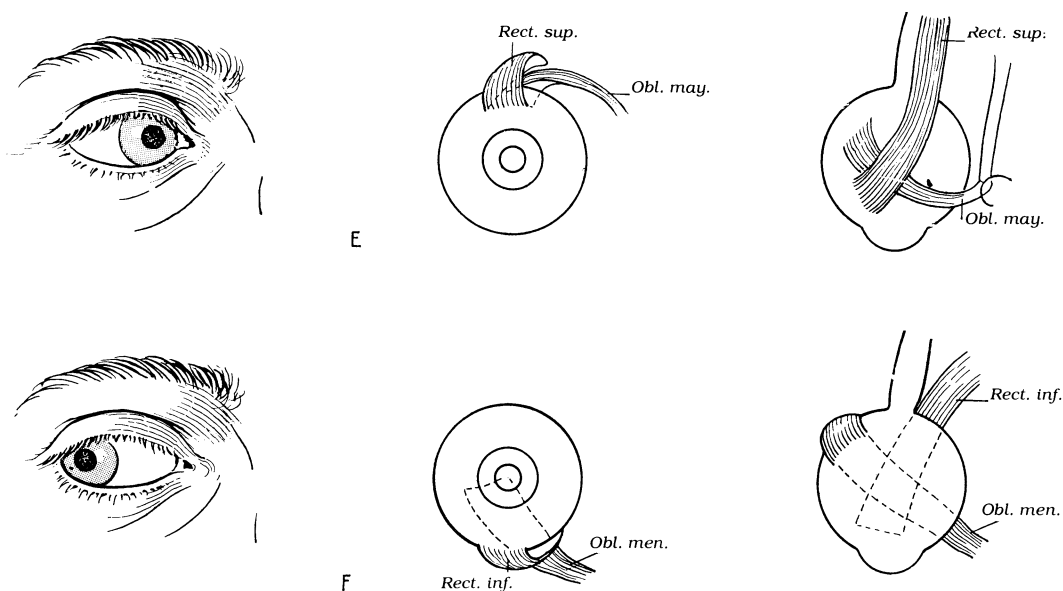 Rect. sup.
Obl. may.
Rect. sup.
Obl. may.
E
Rect. inf.
Obl. men.
Obl. men.
Rect. inf.
F